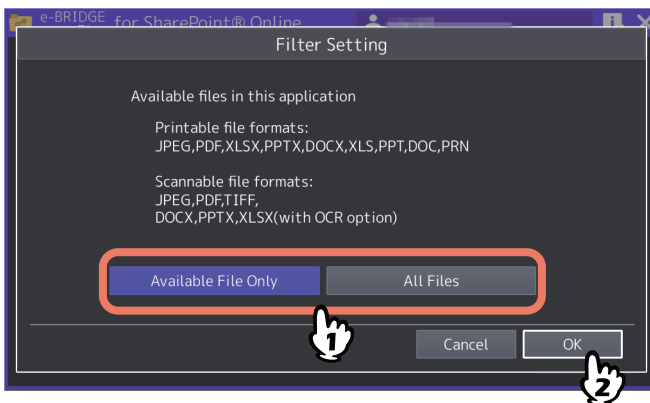 e-BRIDGE
for SharePoint® Online
Filter Setting
Available files in this application
Printable file formats:
JPEG,PDF,XLSX,PPTX,DOCX,XLS,PPT,DOC,PRN
Scannable file formats:
JPEG,PDF,TIFF,
DOCX,PPTX,XLSX(with OCR option)
Available File Only
All Files
1
Cancel
OK
2